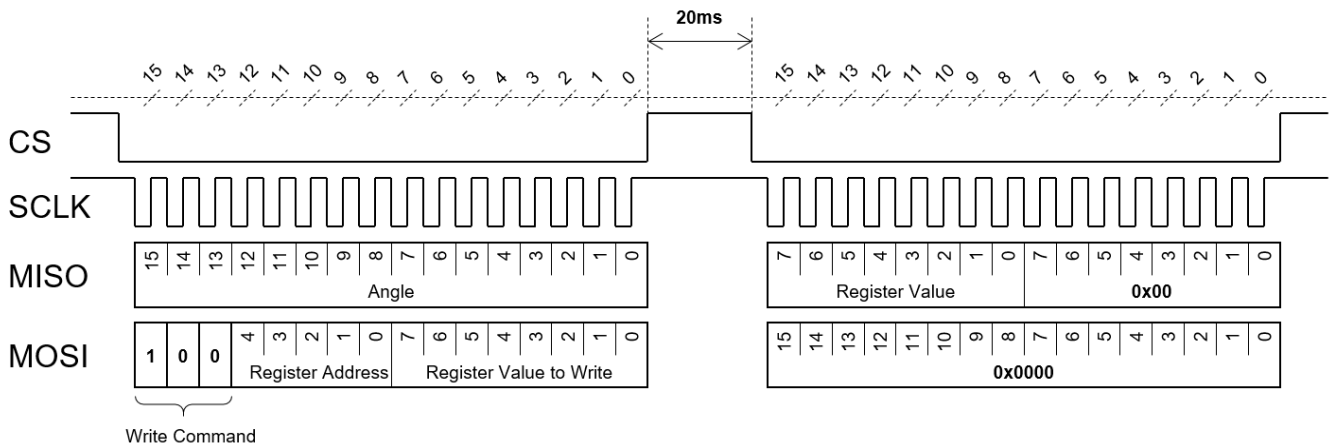 20ms
15 14 13 12 11 10 9 8 7 6 5 4 3 2 1 0 15 14 13 12 11 10 9 8 7 6 5 4 3 2 1 0
CS
SCLK
MISO 15 14 13 12 11 10 9 8 7 6 5 4 3 2 1 0 7 6 5 4 3 2 1 0 7 6 5 4 3 2 1 0
Angle Register Value 0x00
MOSI 1 0 0 4 3 2 1 0 7 6 5 4 3 2 1 0 15 14 13 12 11 10 9 8 7 6 5 4 3 2 1 0
Register Address Register Value to Write 0x0000
Write Command